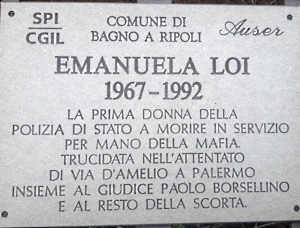 SPI
CGIL
COMUNE DI
BAGNO A RIPOLI
Auser
EMANUELA LOI
1967-1992
LA PRIMA DONNA DELLA
POLIZIA DI STATO A MORIRE IN SERVIZIO
PER MANO DELLA MAFIA.
TRUCIDATA NELL'ATTENTATO
DI VIA D'AMELIO A PALERMO
INSIEME AL GIUDICE PAOLO BORSELLINO
E AL RESTO DELLA SCORTA.